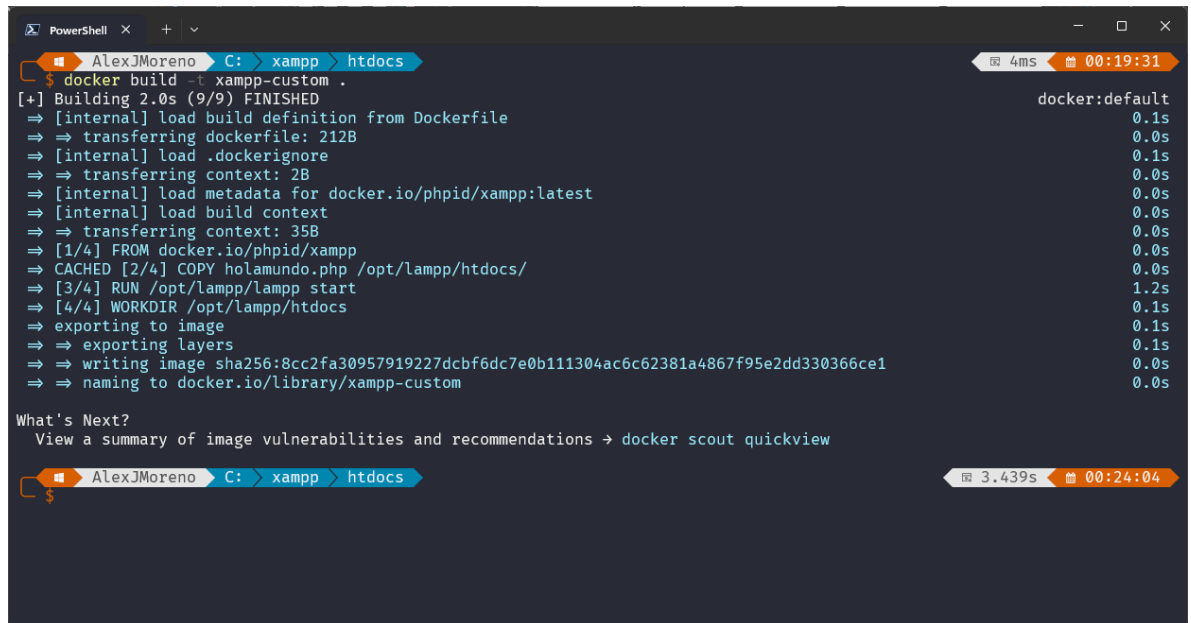 PowerShell
AlexJMoreno C: xampp htdocs 4ms 00:19:31
$ docker build -t xampp-custom .
[+] Building 2.0s (9/9) FINISHED docker:default
⇒ [internal] load build definition from Dockerfile 0.1s
⇒ ⇒ transferring dockerfile: 212B 0.0s
⇒ [internal] load .dockerignore 0.1s
⇒ ⇒ transferring context: 2B 0.0s
⇒ [internal] load metadata for docker.io/phpid/xampp:latest 0.0s
⇒ [internal] load build context 0.0s
⇒ ⇒ transferring context: 35B 0.0s
⇒ [1/4] FROM docker.io/phpid/xampp 0.0s
⇒ CACHED [2/4] COPY holamundo.php /opt/lampp/htdocs/ 0.0s
⇒ [3/4] RUN /opt/lampp/lampp start 1.2s
⇒ [4/4] WORKDIR /opt/lampp/htdocs 0.1s
⇒ exporting to image 0.1s
⇒ ⇒ exporting layers 0.1s
⇒ ⇒ writing image sha256:8cc2fa30957919227dcbf6dc7e0b111304ac6c62381a4867f95e2dd330366ce1 0.0s
⇒ ⇒ naming to docker.io/library/xampp-custom 0.0s
What's Next?
View a summary of image vulnerabilities and recommendations → docker scout quickview
AlexJMoreno C: xampp htdocs 3.439s 00:24:04
$